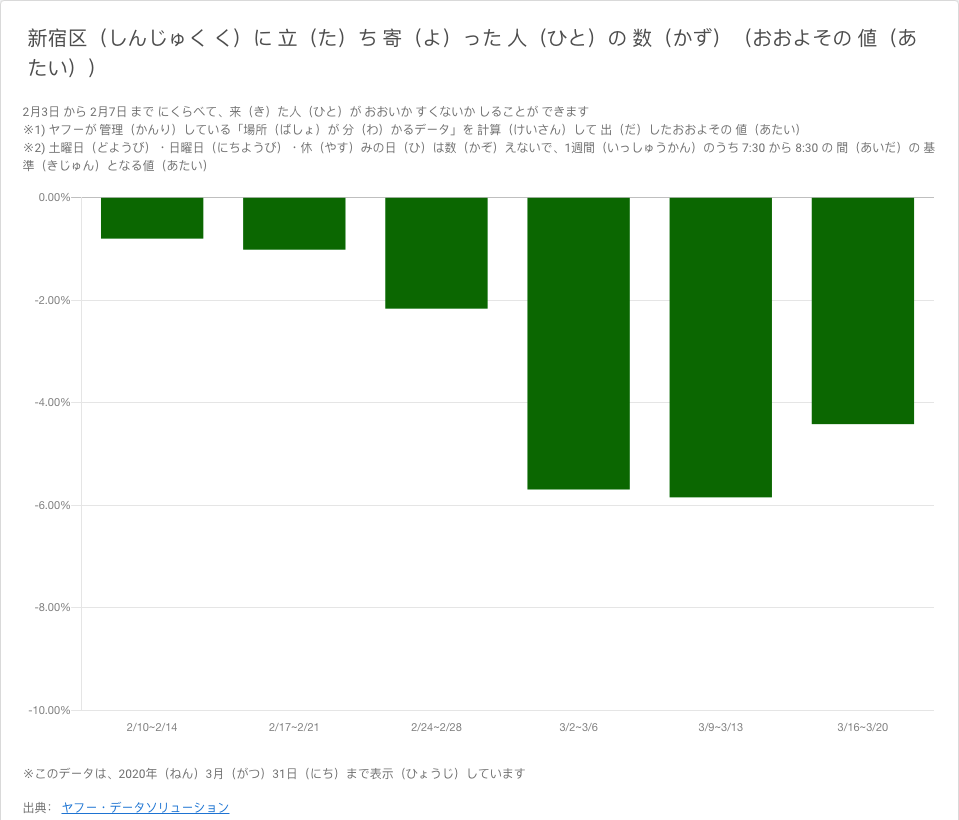 新宿区（しんじゅく く）に 立（た）ち 寄（よ）った 人（ひと）の 数（かず）（おおよその 値（あ
たい））
2月3日 から 2月7日 まで にくらべて、来（き）た人（ひと）が おおいか すくないか しることが できます
※1) ヤフーが 管理（かんり）している「場所（ばしょ）が 分（わ）かるデータ」を 計算（けいさん）して 出（だ）したおおよその 値（あたい）
※2) 土曜日（どようび）・日曜日（にちようび）・休（やす）みの日（ひ）は数（かぞ）えないで、1週間（いっしゅうかん）のうち 7:30 から 8:30 の 間（あいだ）の 基
準（きじゅん）となる値（あたい）
0.00%
-2.00%
-4.00%
-6.00%
-8.00%
-10.00%
2/10~2/14 2/17~2/21 2/24~2/28 3/2~3/6 3/9~3/13 3/16~3/20
※このデータは、2020年（ねん）3月（がつ）31日（にち）まで表示（ひょうじ）しています
出典： ヤフー・データソリューション